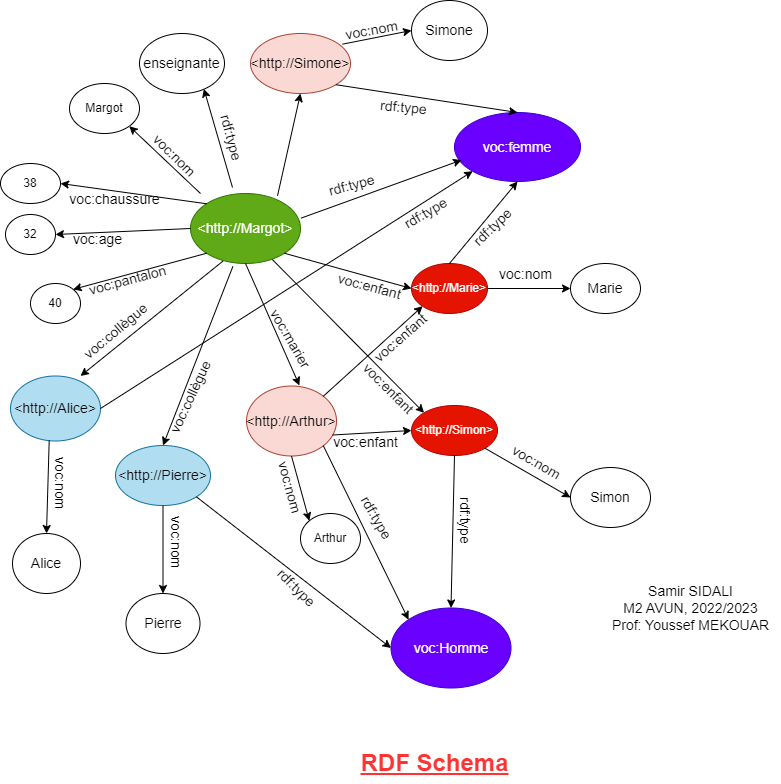 voc:nom
Simone
enseignante
<http://Simone>
rdf:type
Margot
rdf:type
voc:femme
voc:nom
38
rdf:type
voc:chaussure
rdf:type
<http://Margot>
32
voc:age
rdf:type
voc:pantalon
voc:enfant
<http://Marie>
voc:nom
Marie
40
voc:collègue
voc:marier
voc:enfant
voc:collègue
voc:enfant
<http://Alice>
<http://Arthur>
<http://Simon>
voc:enfant
voc:nom
<http://Pierre>
voc:nom
voc:nom
Simon
rdf:type
rdf:type
voc:nom
Arthur
Alice
rdf:type
Pierre
Samir SIDALI
M2 AVUN, 2022/2023
Prof: Youssef MEKOUAR
voc:Homme
RDF Schema